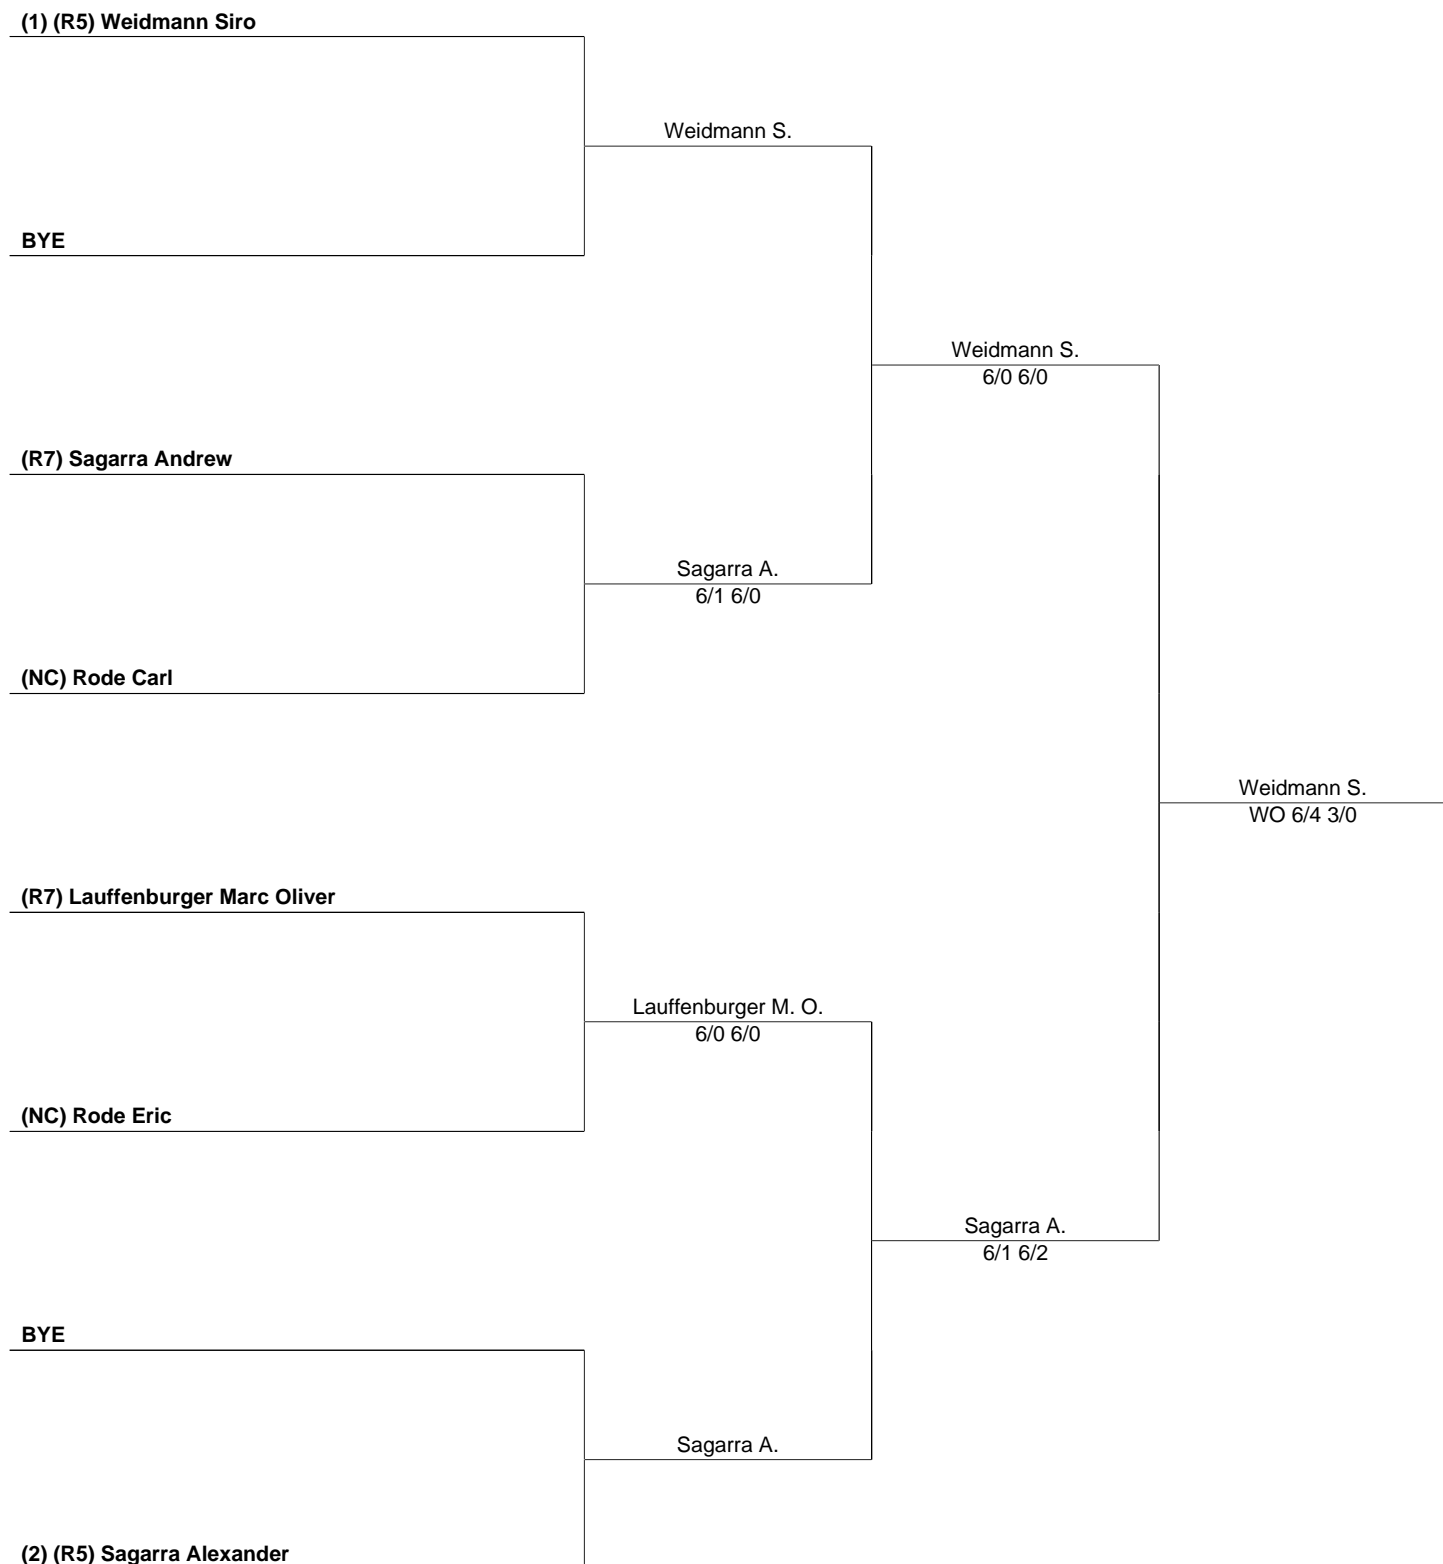 (1) (R5) Weidmann Siro
Weidmann S.
BYE
Weidmann S.
6/0 6/0
(R7) Sagarra Andrew
Sagarra A.
6/1 6/0
(NC) Rode Carl
Weidmann S.
WO 6/4 3/0
(R7) Lauffenburger Marc Oliver
Lauffenburger M. O.
6/0 6/0
(NC) Rode Eric
Sagarra A.
6/1 6/2
BYE
Sagarra A.
(2) (R5) Sagarra Alexander